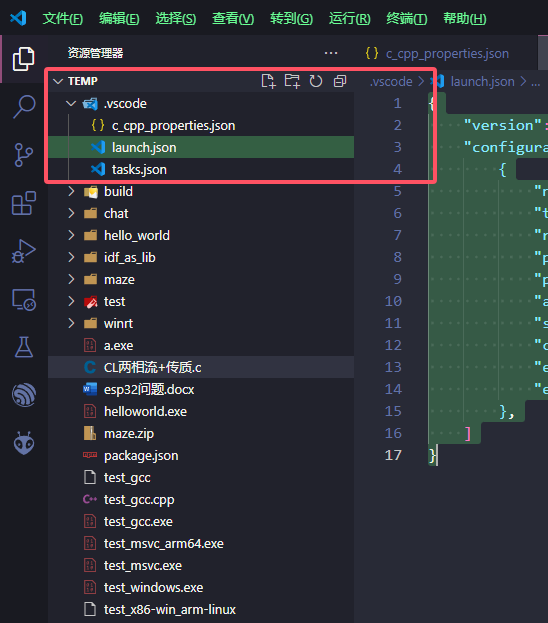 文件(F) 编辑(E) 选择(S) 查看(V) 转到(G) 运行(R) 终端(T) 帮助(H)
资源管理器 ...
{ } c_cpp_properties.json
TEMP
.vscode > launch.json > ...
.vscode
{ } c_cpp_properties.json
launch.json
tasks.json
build
chat
hello_world
idf_as_lib
maze
test
winrt
a.exe
CL两相流+传质.c
esp32问题.docx
helloworld.exe
maze.zip
package.json
test_gcc
test_gcc.cpp
test_gcc.exe
test_msvc_arm64.exe
test_msvc.exe
test_windows.exe
test_x86-win_arm-linux
1 {
2 "version":
3 "configura
4 {
5 "n
6 "t
7 "r
8 "p
9 "p
10 "a
11 "s
12 "c
13 "e
14 "e
15 },
16 ]
17 }